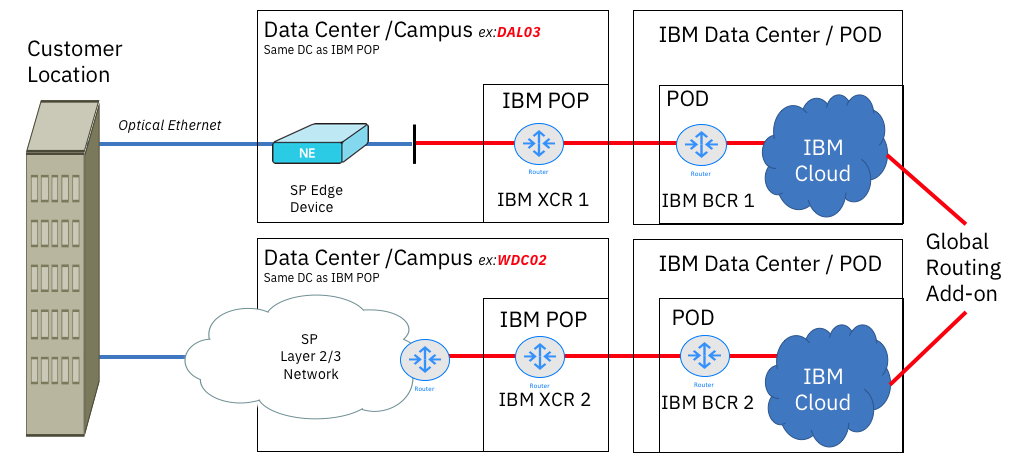 Customer
Location
Optical Ethernet
Data Center /Campus ex:DAL03
Same DC as IBM POP
NE
SP Edge
Device
IBM POP
Router
IBM XCR 1
IBM Data Center / POD
POD
Router
IBM BCR 1
IBM
Cloud
Global
Routing
Add-on
Data Center /Campus ex:WDC02
Same DC as IBM POP
SP
Layer 2/3
Network
Router
IBM POP
Router
IBM XCR 2
IBM Data Center / POD
POD
Router
IBM BCR 2
IBM
Cloud